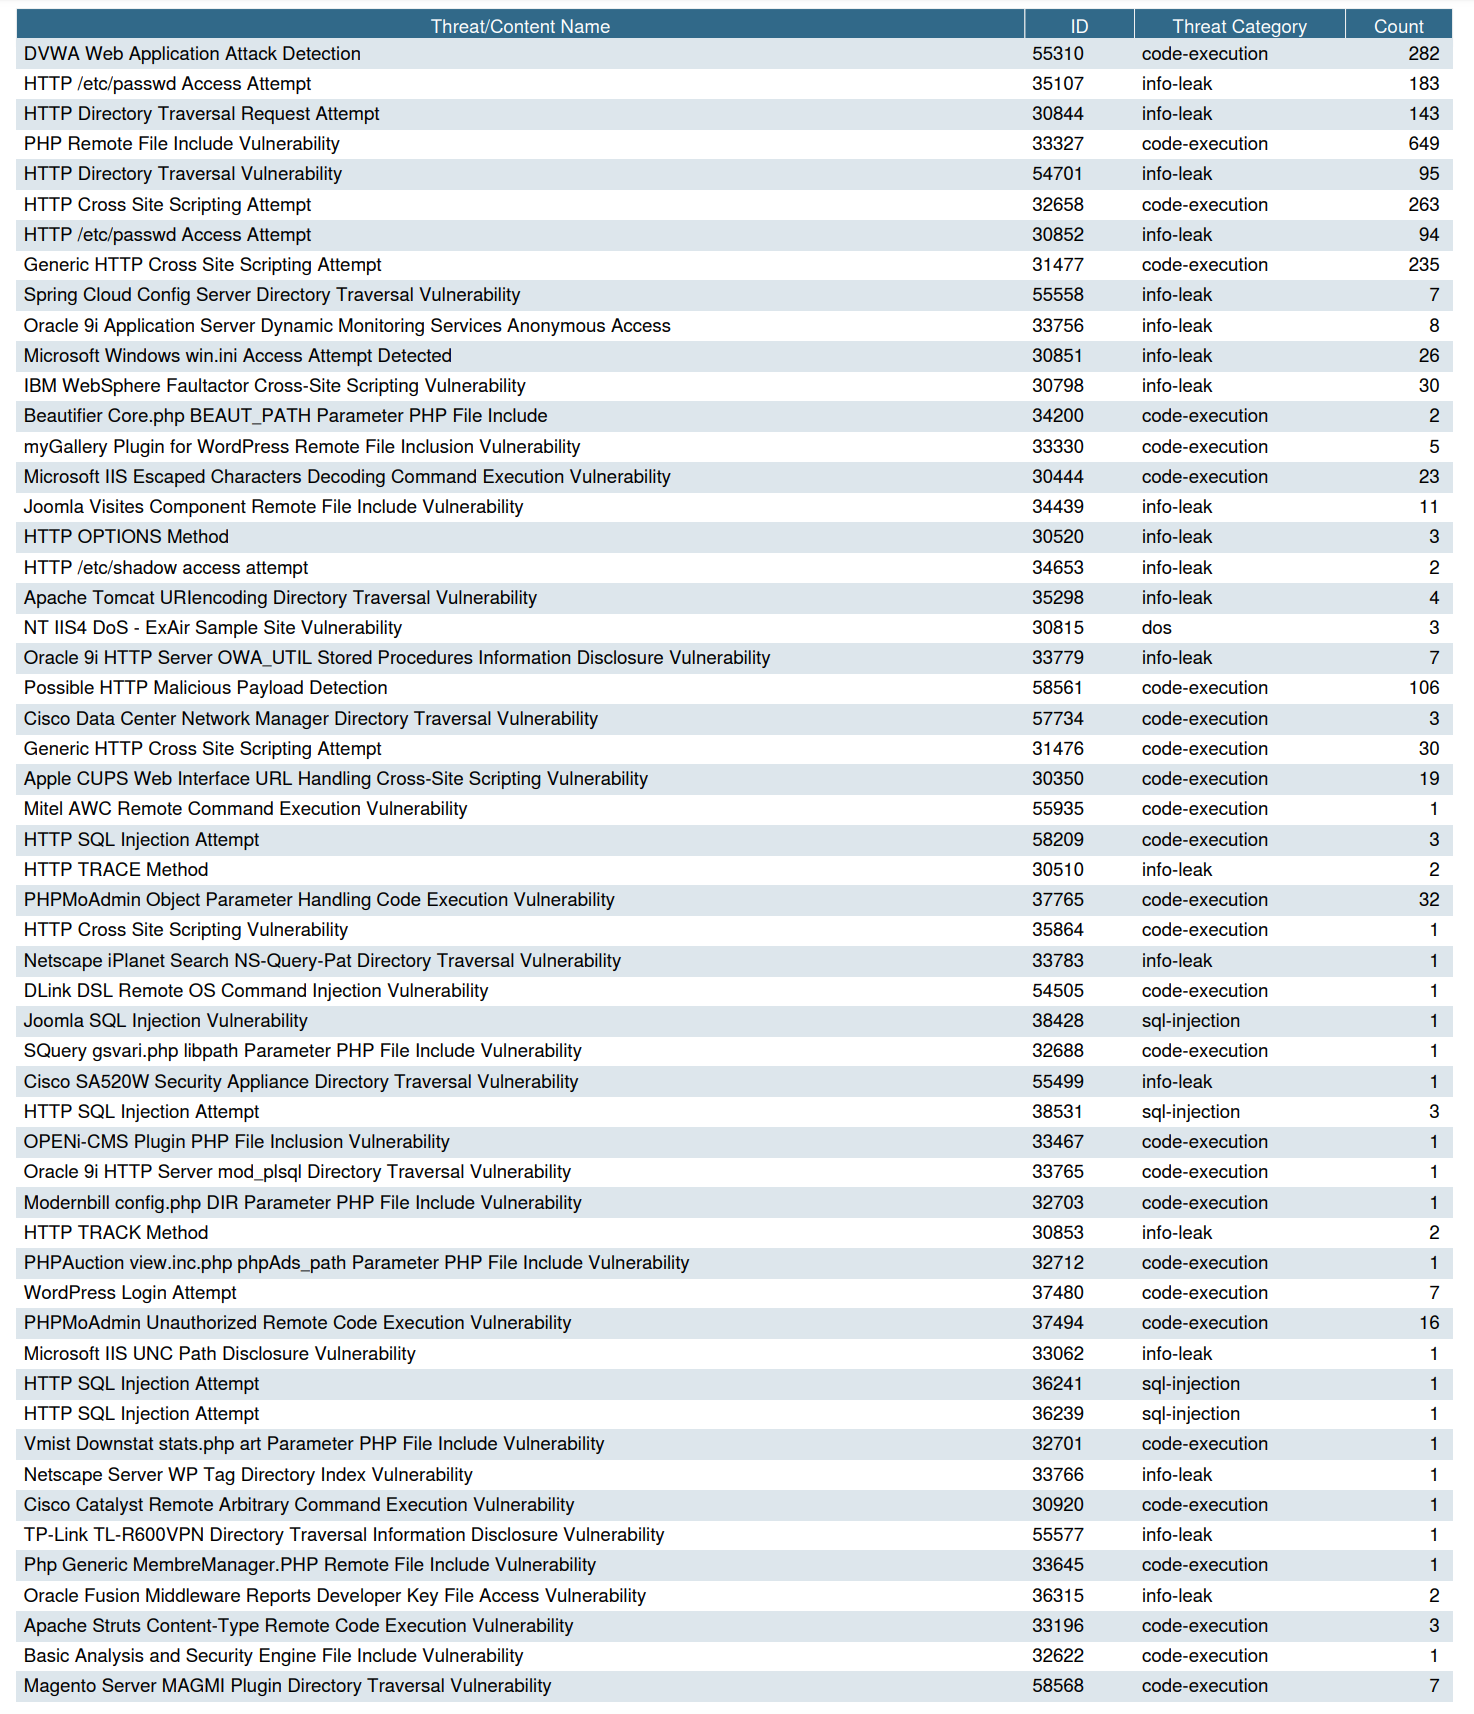 Threat/Content Name ID Threat Category Count
DVWA Web Application Attack Detection 55310 code-execution 282
HTTP /etc/passwd Access Attempt 35107 info-leak 183
HTTP Directory Traversal Request Attempt 30844 info-leak 143
PHP Remote File Include Vulnerability 33327 code-execution 649
HTTP Directory Traversal Vulnerability 54701 info-leak 95
HTTP Cross Site Scripting Attempt 32658 code-execution 263
HTTP /etc/passwd Access Attempt 30852 info-leak 94
Generic HTTP Cross Site Scripting Attempt 31477 code-execution 235
Spring Cloud Config Server Directory Traversal Vulnerability 55558 info-leak 7
Oracle 9i Application Server Dynamic Monitoring Services Anonymous Access 33756 info-leak 8
Microsoft Windows win.ini Access Attempt Detected 30851 info-leak 26
IBM WebSphere Faultactor Cross-Site Scripting Vulnerability 30798 info-leak 30
Beautifier Core.php BEAUT_PATH Parameter PHP File Include 34200 code-execution 2
myGallery Plugin for WordPress Remote File Inclusion Vulnerability 33330 code-execution 5
Microsoft IIS Escaped Characters Decoding Command Execution Vulnerability 30444 code-execution 23
Joomla Visites Component Remote File Include Vulnerability 34439 info-leak 11
HTTP OPTIONS Method 30520 info-leak 3
HTTP /etc/shadow access attempt 34653 info-leak 2
Apache Tomcat URIencoding Directory Traversal Vulnerability 35298 info-leak 4
NT IIS4 DoS - ExAir Sample Site Vulnerability 30815 dos 3
Oracle 9i HTTP Server OWA_UTIL Stored Procedures Information Disclosure Vulnerability 33779 info-leak 7
Possible HTTP Malicious Payload Detection 58561 code-execution 106
Cisco Data Center Network Manager Directory Traversal Vulnerability 57734 code-execution 3
Generic HTTP Cross Site Scripting Attempt 31476 code-execution 30
Apple CUPS Web Interface URL Handling Cross-Site Scripting Vulnerability 30350 code-execution 19
Mitel AWC Remote Command Execution Vulnerability 55935 code-execution 1
HTTP SQL Injection Attempt 58209 code-execution 3
HTTP TRACE Method 30510 info-leak 2
PHPMoAdmin Object Parameter Handling Code Execution Vulnerability 37765 code-execution 32
HTTP Cross Site Scripting Vulnerability 35864 code-execution 1
Netscape iPlanet Search NS-Query-Pat Directory Traversal Vulnerability 33783 info-leak 1
DLink DSL Remote OS Command Injection Vulnerability 54505 code-execution 1
Joomla SQL Injection Vulnerability 38428 sql-injection 1
SQuery gsvari.php libpath Parameter PHP File Include Vulnerability 32688 code-execution 1
Cisco SA520W Security Appliance Directory Traversal Vulnerability 55499 info-leak 1
HTTP SQL Injection Attempt 38531 sql-injection 3
OPENi-CMS Plugin PHP File Inclusion Vulnerability 33467 code-execution 1
Oracle 9i HTTP Server mod_plsql Directory Traversal Vulnerability 33765 code-execution 1
Modernbill config.php DIR Parameter PHP File Include Vulnerability 32703 code-execution 1
HTTP TRACK Method 30853 info-leak 2
PHPAuction view.inc.php phpAds_path Parameter PHP File Include Vulnerability 32712 code-execution 1
WordPress Login Attempt 37480 code-execution 7
PHPMoAdmin Unauthorized Remote Code Execution Vulnerability 37494 code-execution 16
Microsoft IIS UNC Path Disclosure Vulnerability 33062 info-leak 1
HTTP SQL Injection Attempt 36241 sql-injection 1
HTTP SQL Injection Attempt 36239 sql-injection 1
Vmist Downstat stats.php art Parameter PHP File Include Vulnerability 32701 code-execution 1
Netscape Server WP Tag Directory Index Vulnerability 33766 info-leak 1
Cisco Catalyst Remote Arbitrary Command Execution Vulnerability 30920 code-execution 1
TP-Link TL-R600VPN Directory Traversal Information Disclosure Vulnerability 55577 info-leak 1
Php Generic MembreManager.PHP Remote File Include Vulnerability 33645 code-execution 1
Oracle Fusion Middleware Reports Developer Key File Access Vulnerability 36315 info-leak 2
Apache Struts Content-Type Remote Code Execution Vulnerability 33196 code-execution 3
Basic Analysis and Security Engine File Include Vulnerability 32622 code-execution 1
Magento Server MAGMI Plugin Directory Traversal Vulnerability 58568 code-execution 7